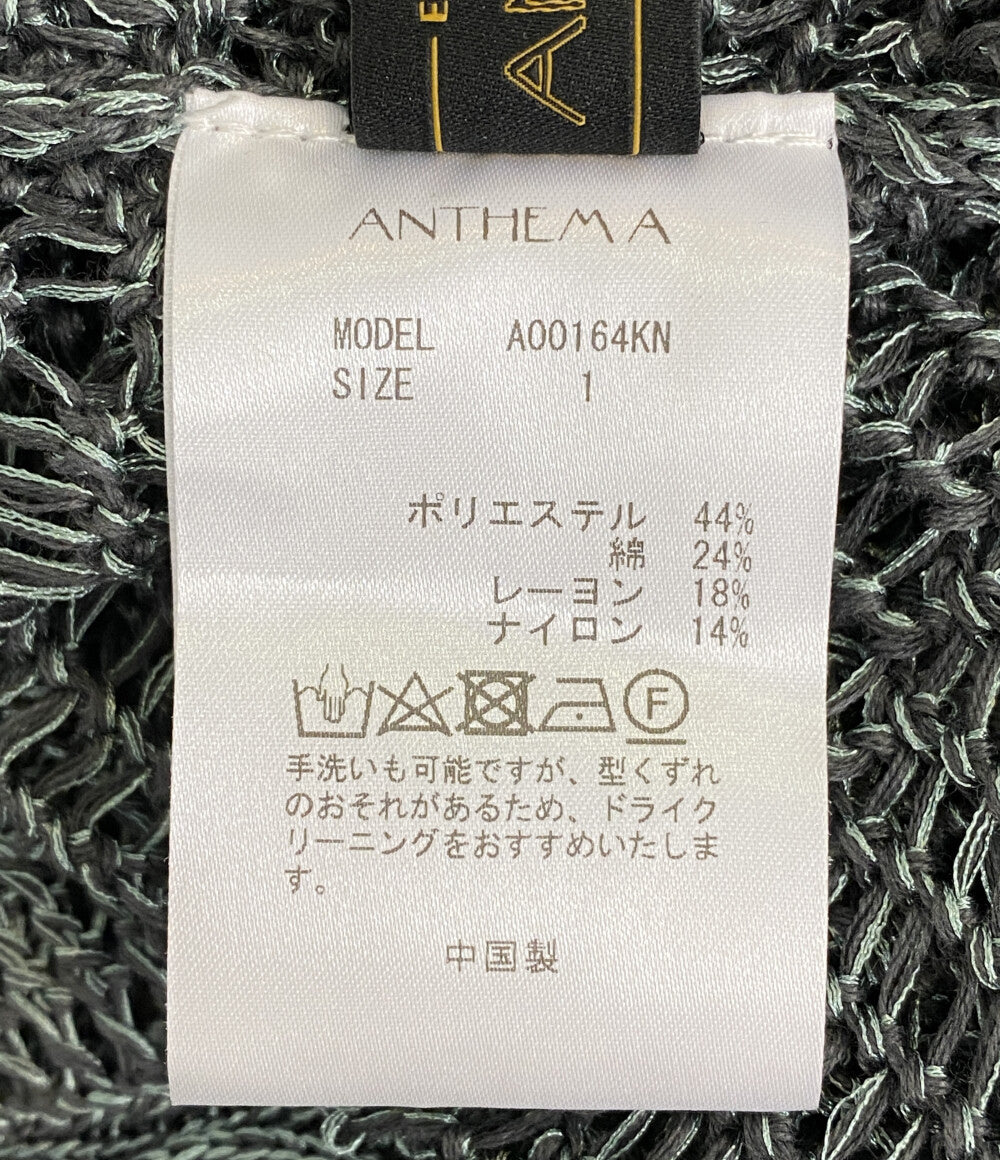 ANTHEM A
MODEL A00164KN
SIZE 1
ポリエステル 44%
綿 24%
レーヨン 18%
ナイロン 14%
F
手洗いも可能ですが、型くずれ
のおそれがあるため、ドライク
リーニングをおすすめいたしま
す。
中国製